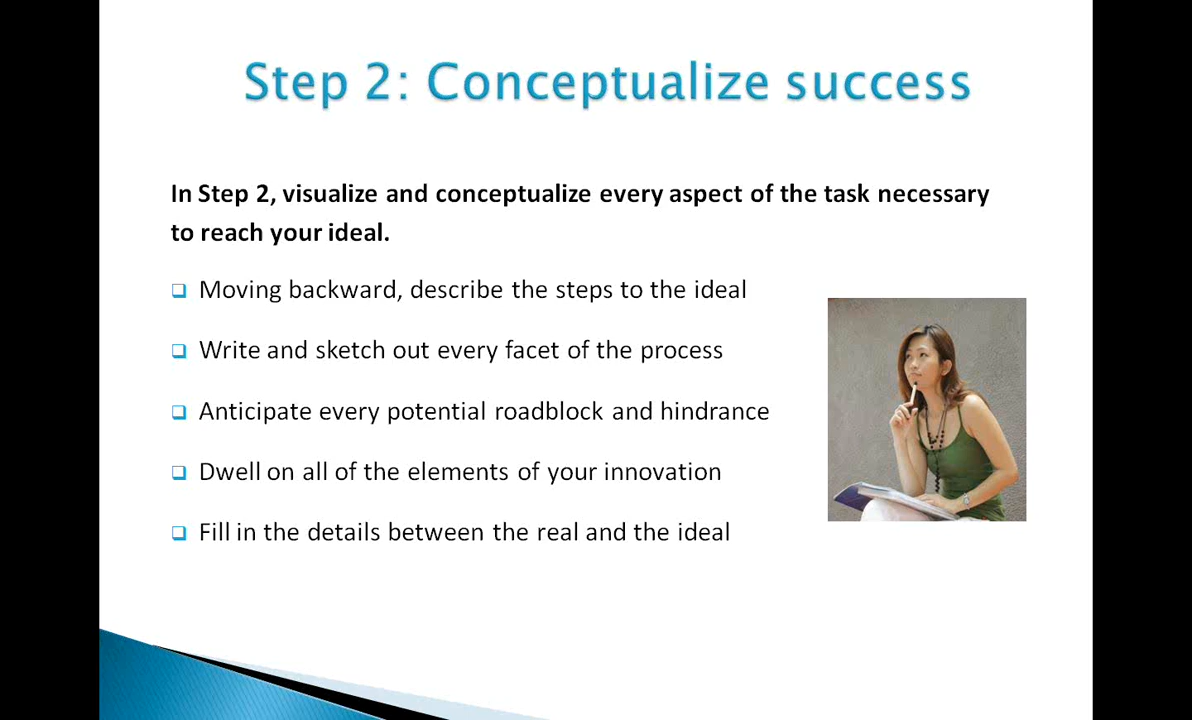 Step 2: Conceptualize success
In Step 2, visualize and conceptualize every aspect of the task necessary
to reach your ideal.
Moving backward, describe the steps to the ideal
Write and sketch out every facet of the process
Anticipate every potential roadblock and hindrance
Dwell on all of the elements of your innovation
Fill in the details between the real and the ideal